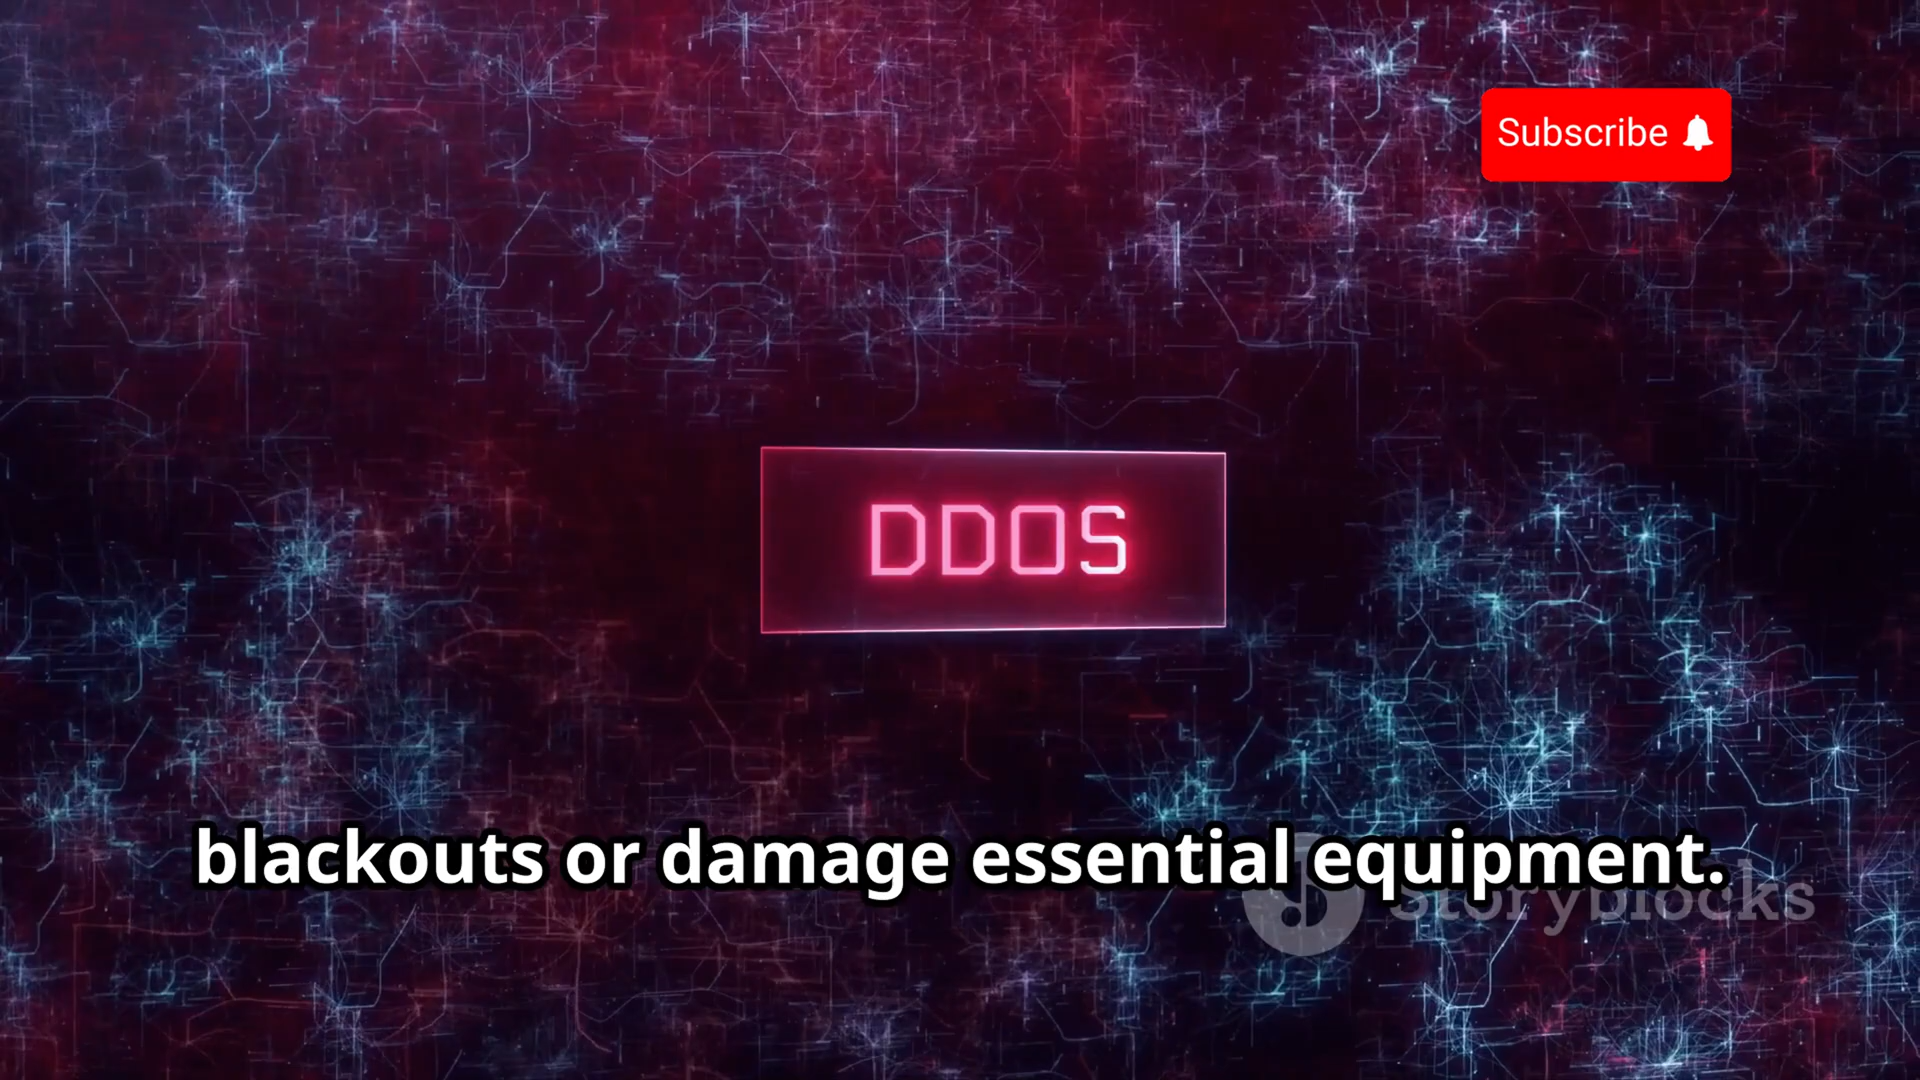 Subscribe
DDOS
blackouts or damage essential equipment.
Storyblocks